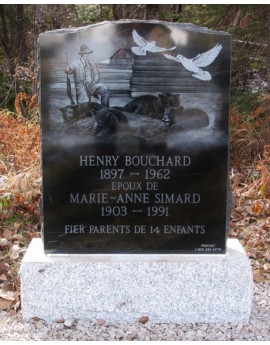 HENRY BOUCHARD
1897 – 1962
EPOUX DE
MARIE-ANNE SIMARD
1903 – 1991
FIER PARENTS DE 14 ENFANTS